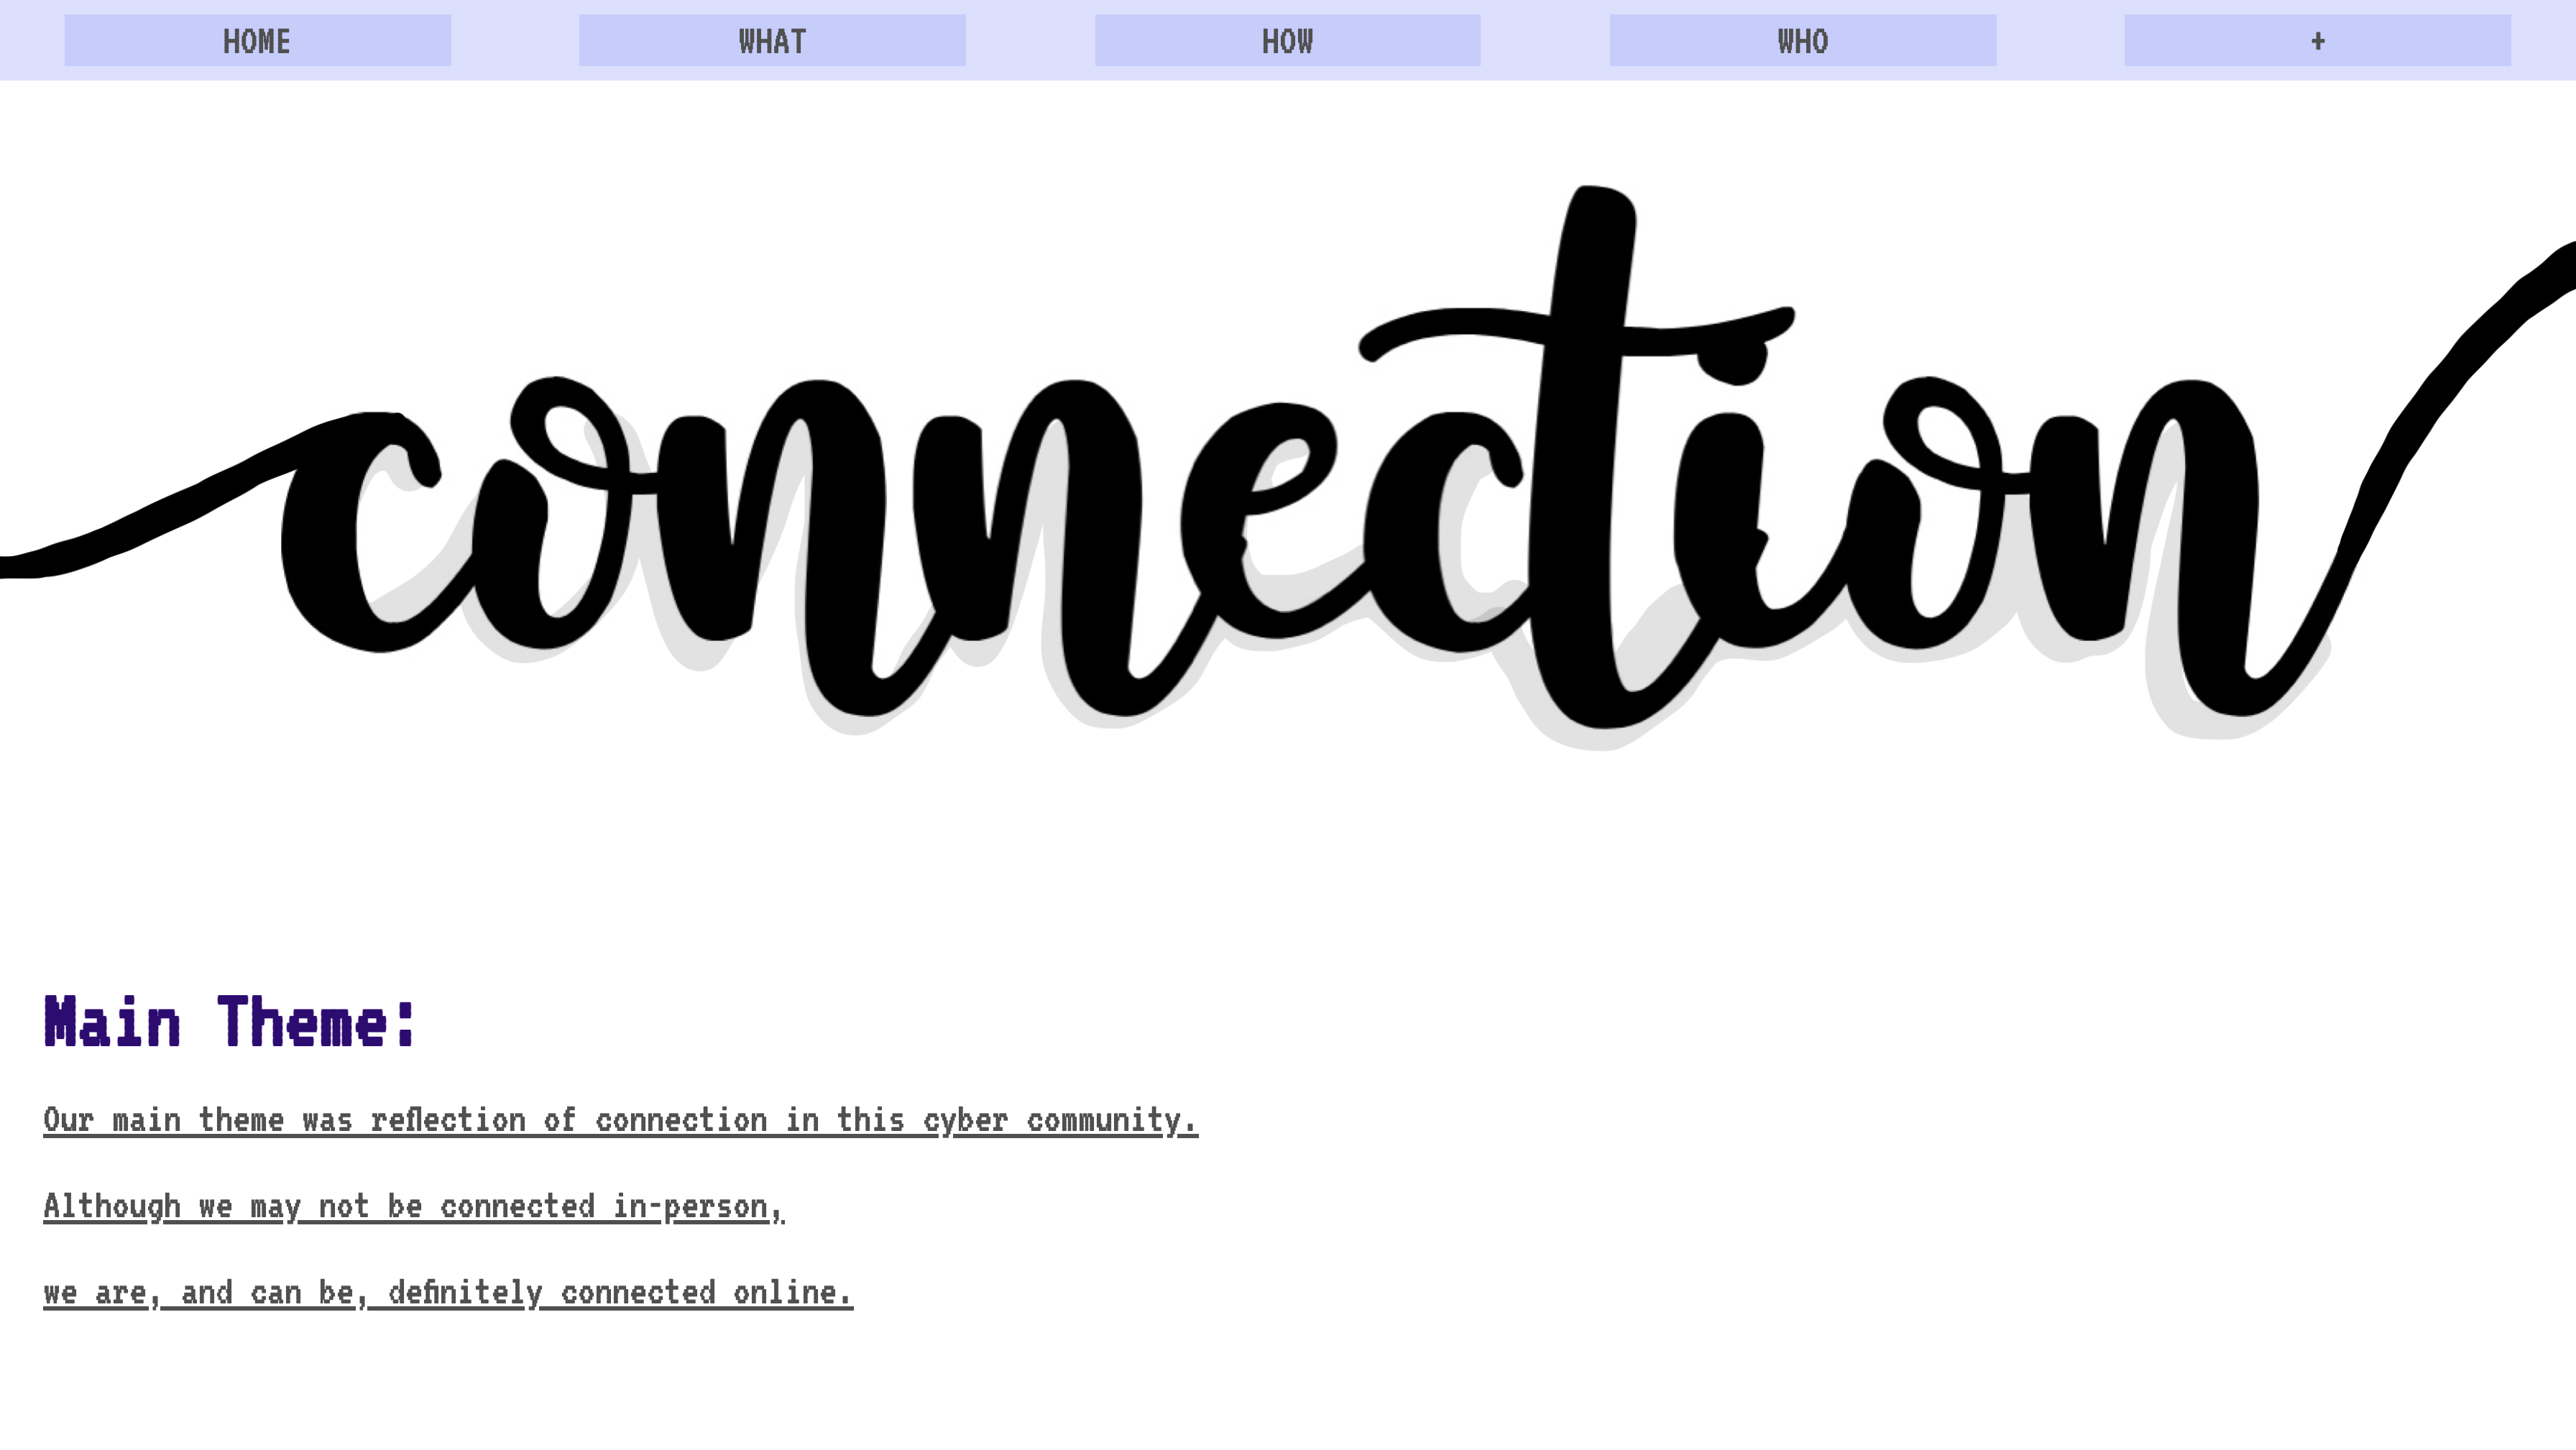 HOME WHAT HOW WHO +
connection
Main Theme:
Our main theme was reflection of connection in this cyber community.
Although we may not be connected in-person,
we are, and can be, definitely connected online.